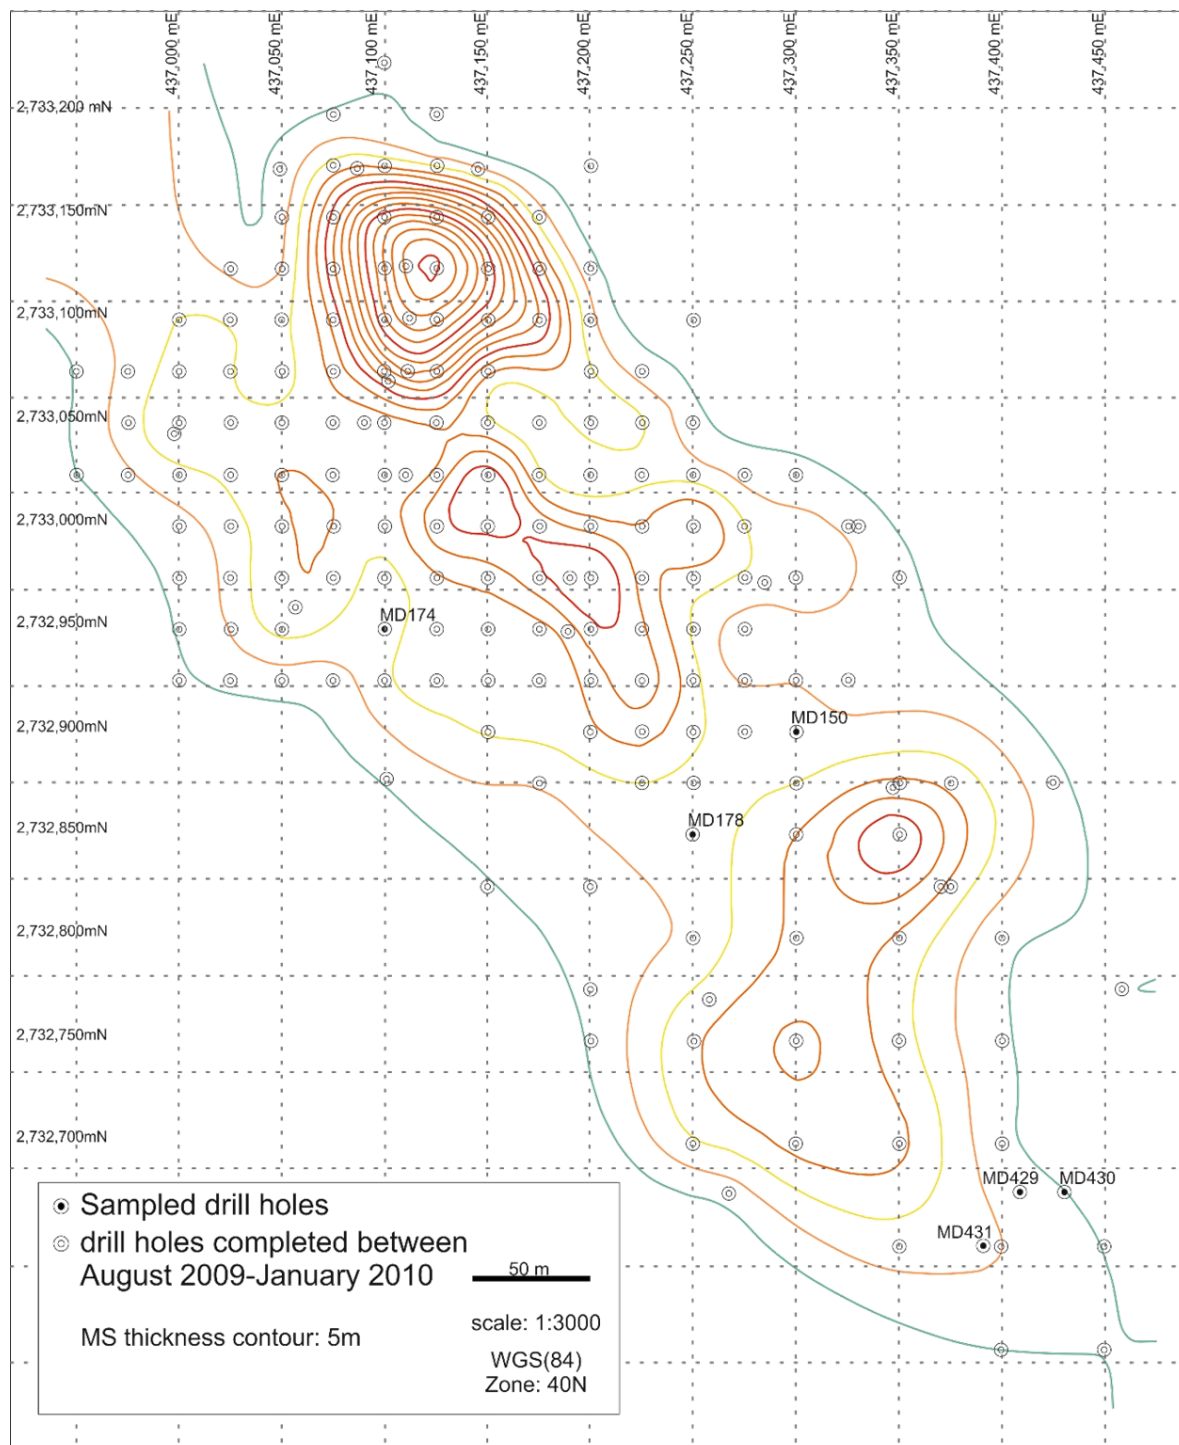 437,000 mE
437,050 mE
437,100 mE
437,150 mE
437,200 mE
437,250 mE
437,300 mE
437,350 mE
437,400 mE
437,450 mE
2,733,200 mN
2,733,150mN
2,733,100mN
2,733,050mN
2,733,000mN
MD174
2,732,950mN
MD150
2,732,900mN
MD178
2,732,850mN
2,732,800mN
2,732,750mN
2,732,700mN
MD429
MD430
MD431
Sampled drill holes
drill holes completed between
August 2009-January 2010
50 m
MS thickness contour: 5m
scale: 1:3000
WGS(84)
Zone: 40N